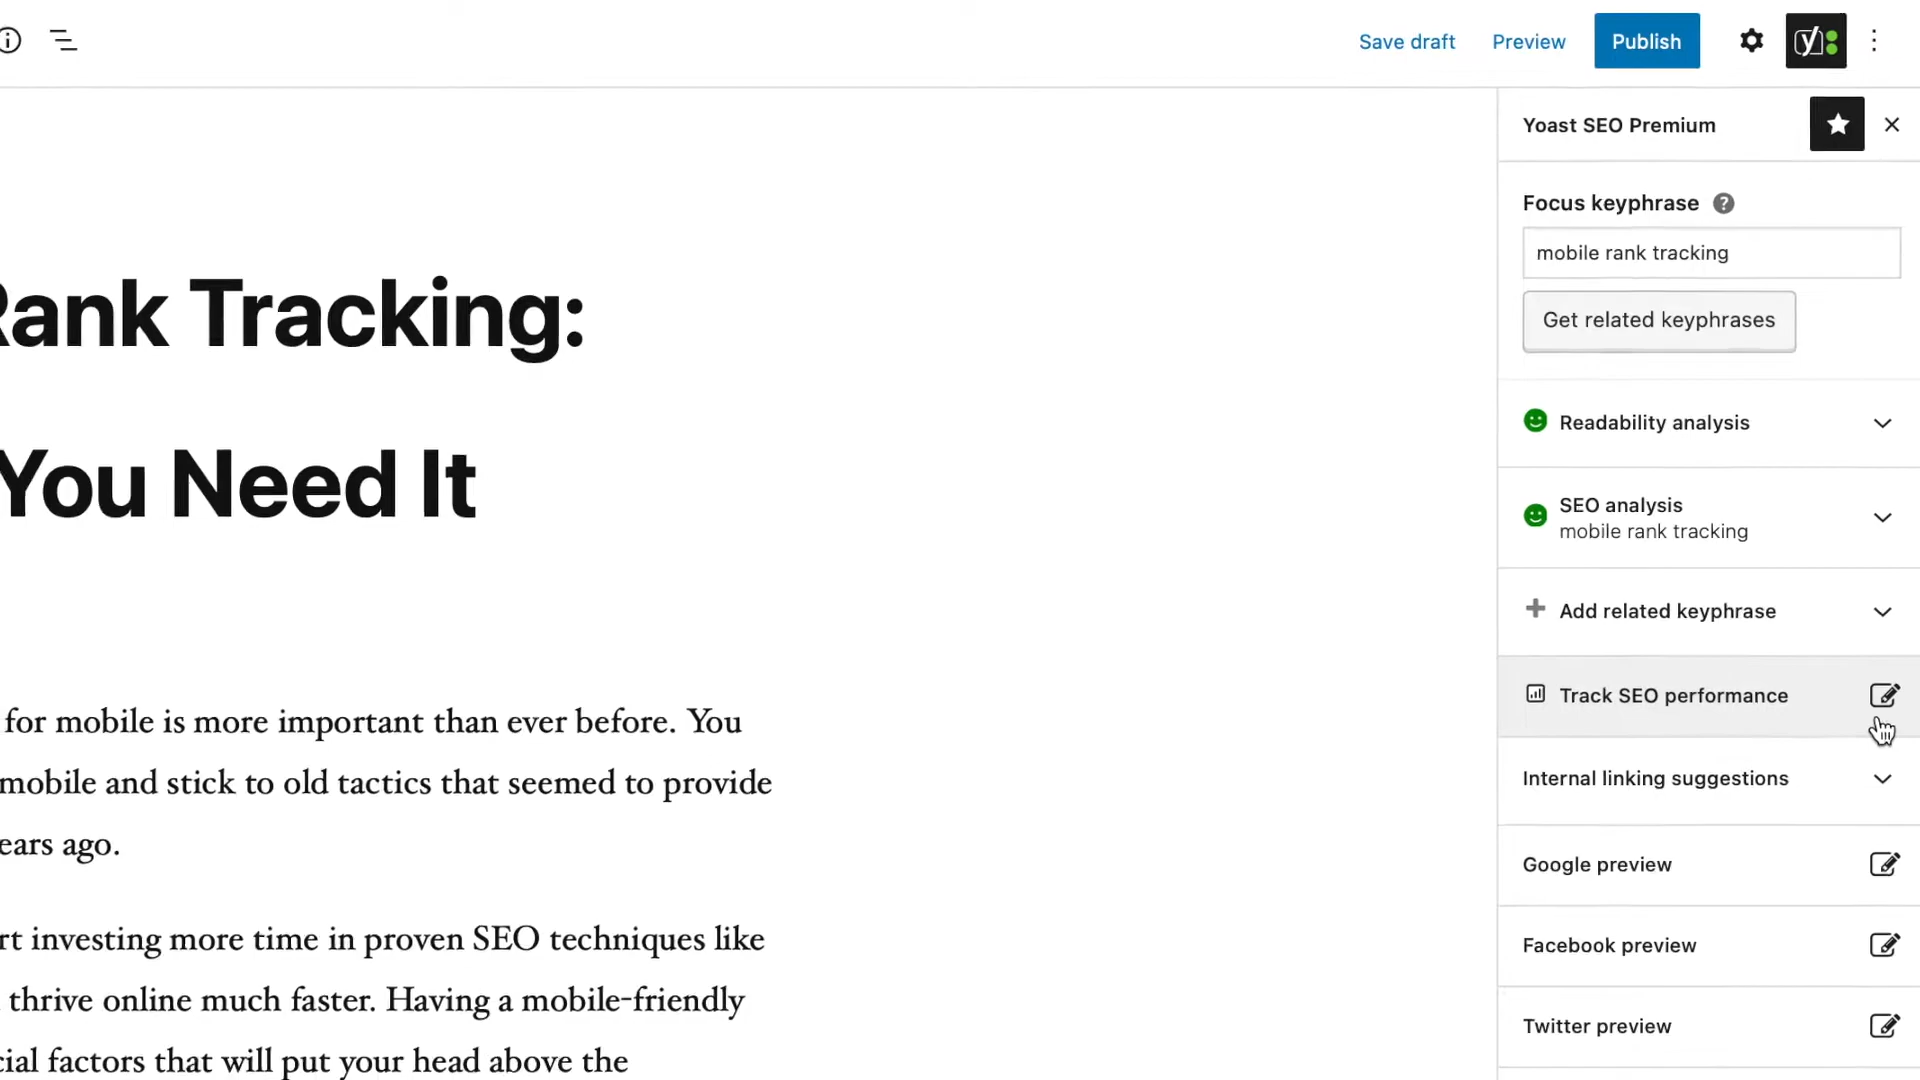 Save draft
Preview
Publish
Yoast SEO Premium
Focus keyphrase
mobile rank tracking
Get related keyphrases
Readability analysis
SEO analysis
mobile rank tracking
Add related keyphrase
Track SEO performance
Internal linking suggestions
Google preview
Facebook preview
Twitter preview
Rank Tracking:
You Need It
for mobile is more important than ever before. You
mobile and stick to old tactics that seemed to provide
ears ago.
rt investing more time in proven SEO techniques like
thrive online much faster. Having a mobile-friendly
cial factors that will put your head above the